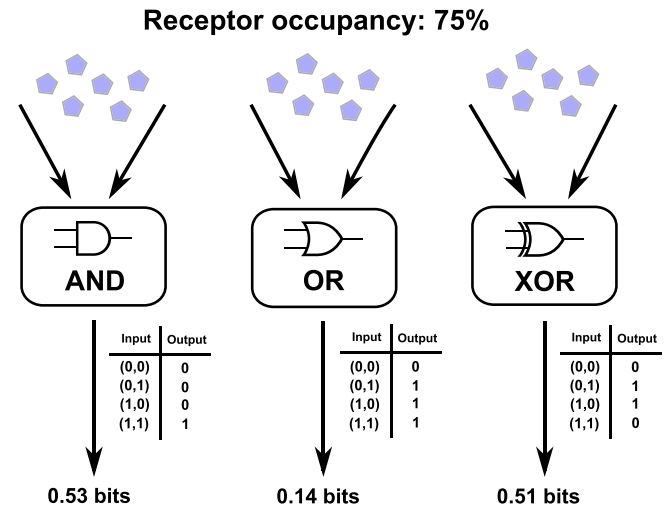 Receptor occupancy: 75%
AND
OR
XOR
Input Output
(0,0) 0
(0,1) 0
(1,0) 0
(1,1) 1
Input Output
(0,0) 0
(0,1) 1
(1,0) 1
(1,1) 1
Input Output
(0,0) 0
(0,1) 1
(1,0) 1
(1,1) 0
0.53 bits
0.14 bits
0.51 bits